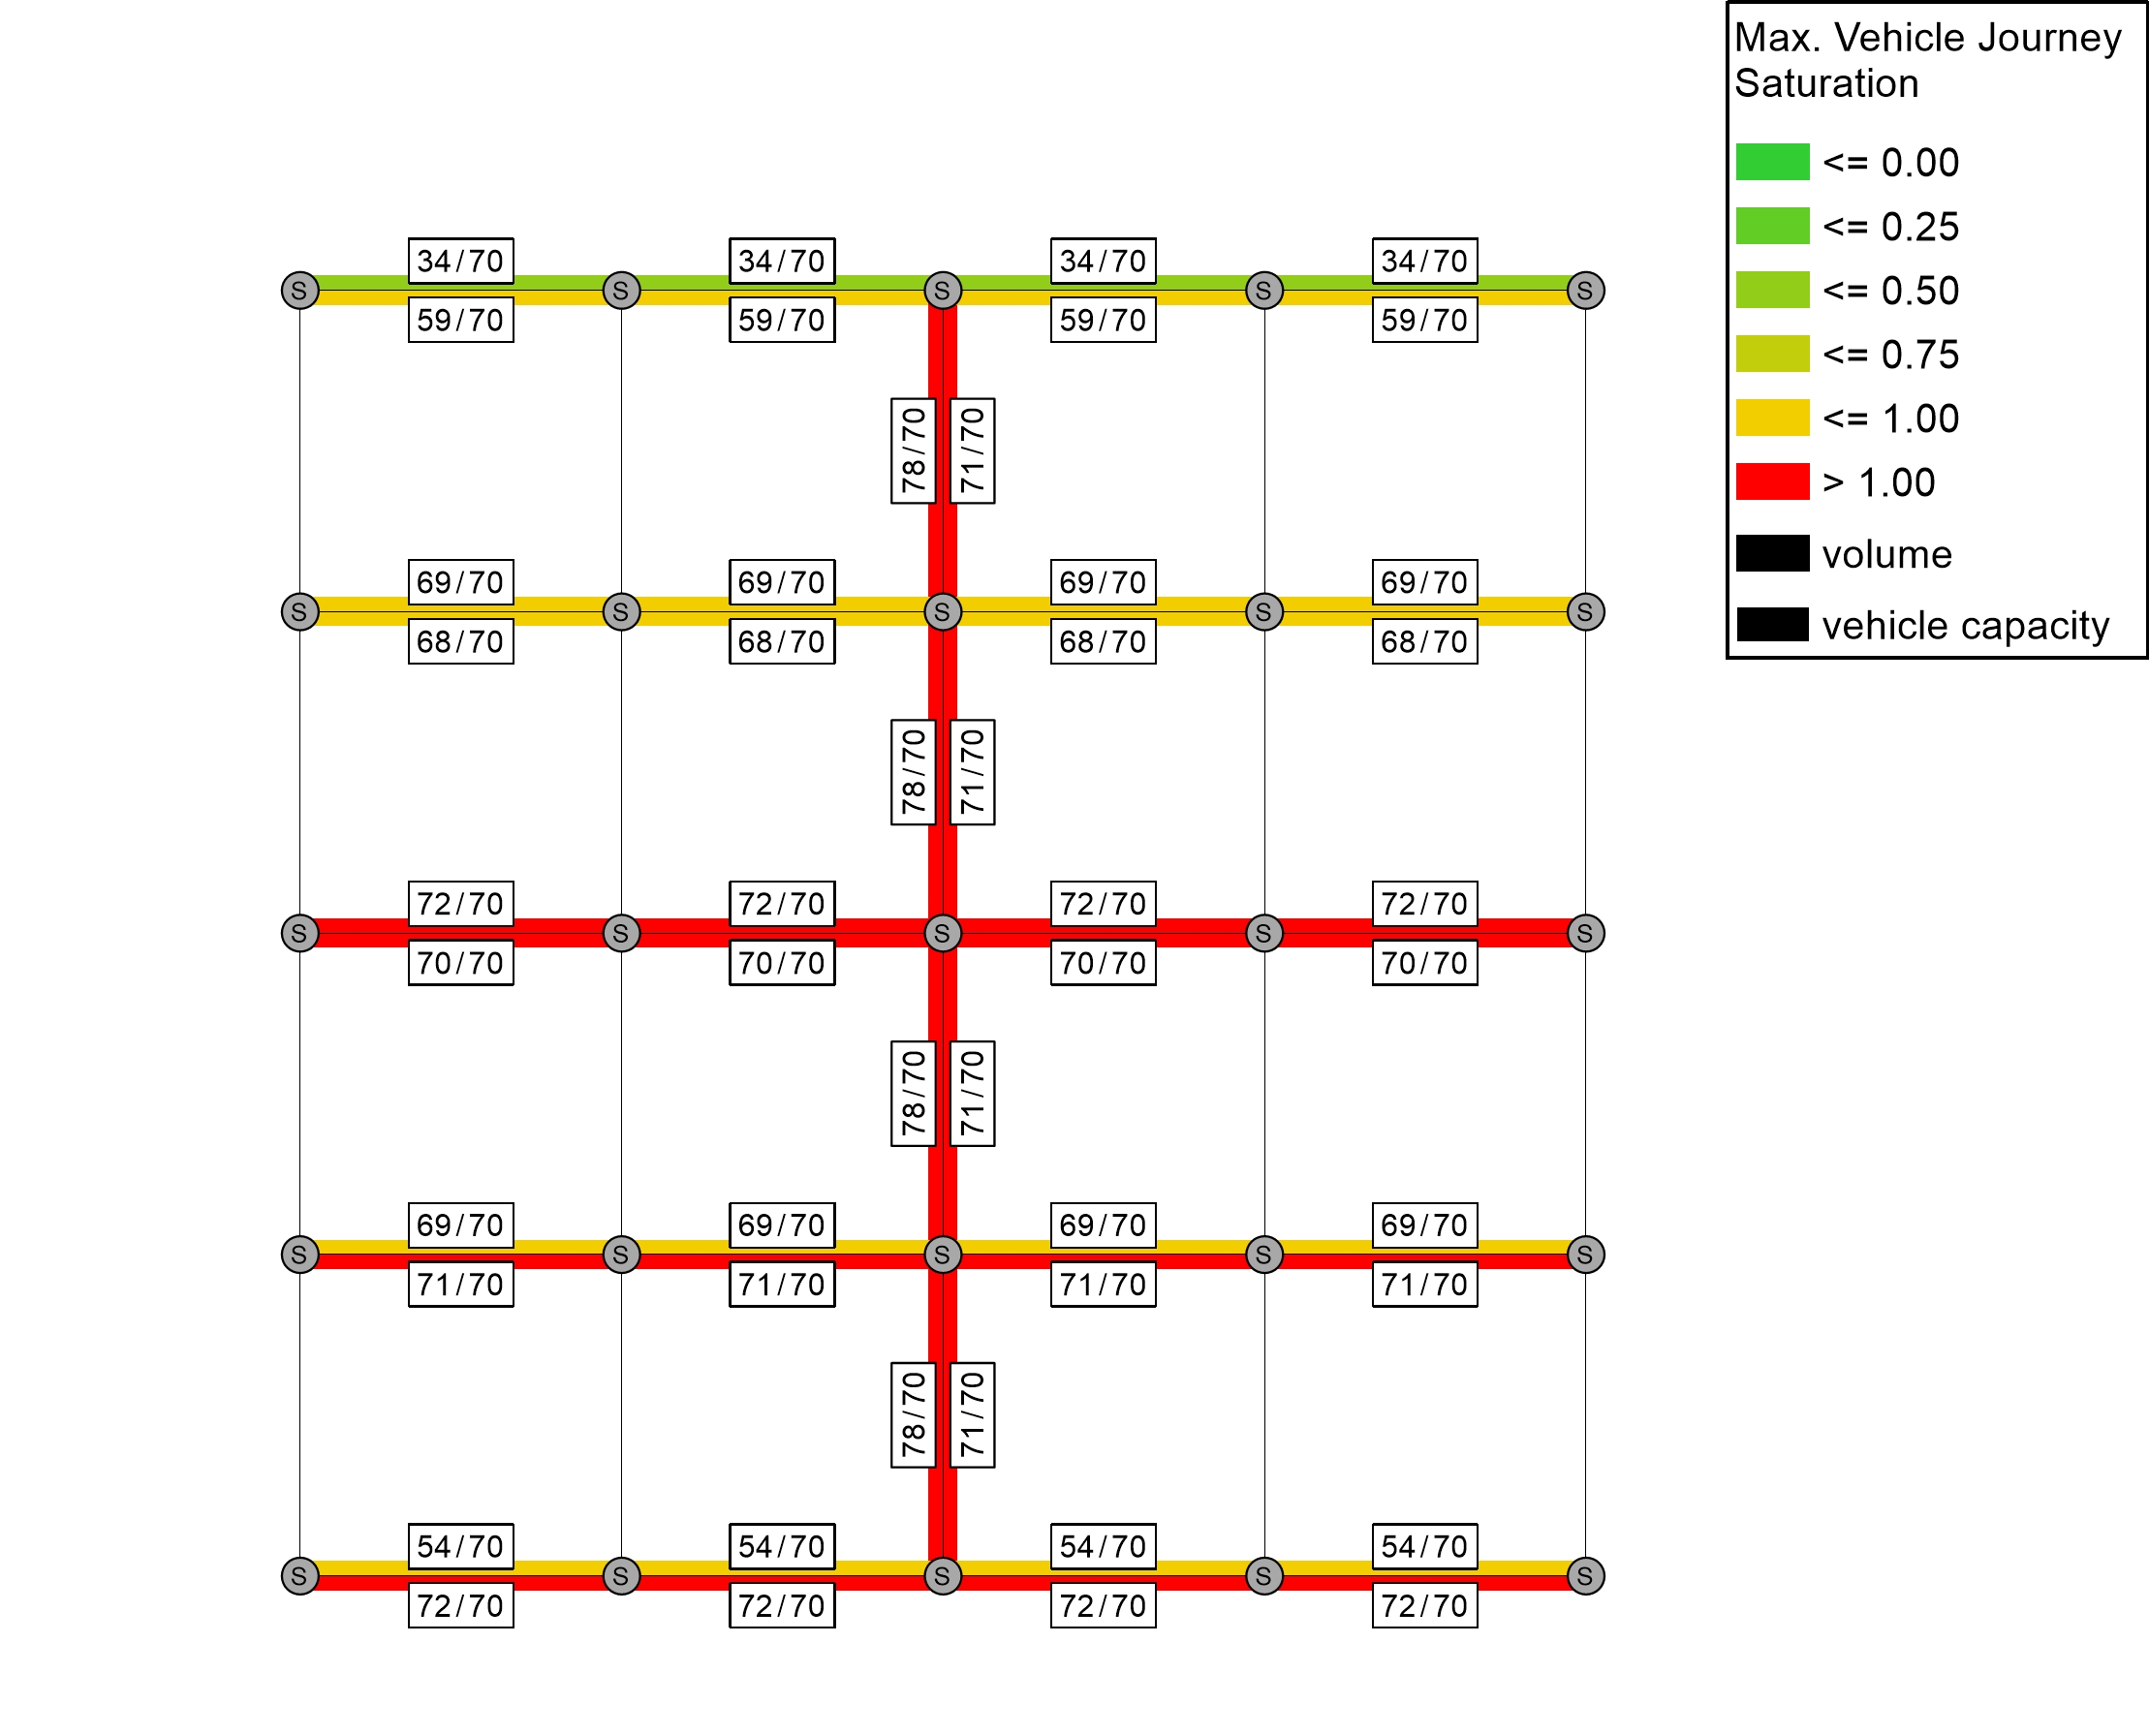 Max. Vehicle Journey
Saturation
<= 0.00
<= 0.25
<= 0.50
<= 0.75
<= 1.00
> 1.00
volume
vehicle capacity
34/70 34/70 34/70 34/70
S S S S S
59/70 59/70 59/70 59/70
78/70 71/70
69/70 69/70 69/70 69/70
S S S S S
68/70 68/70 68/70 68/70
78/70 71/70
72/70 72/70 72/70 72/70
S S S S S
70/70 70/70 70/70 70/70
78/70 71/70
69/70 69/70 69/70 69/70
S S S S S
71/70 71/70 71/70 71/70
78/70 71/70
54/70 54/70 54/70 54/70
S S S S S
72/70 72/70 72/70 72/70